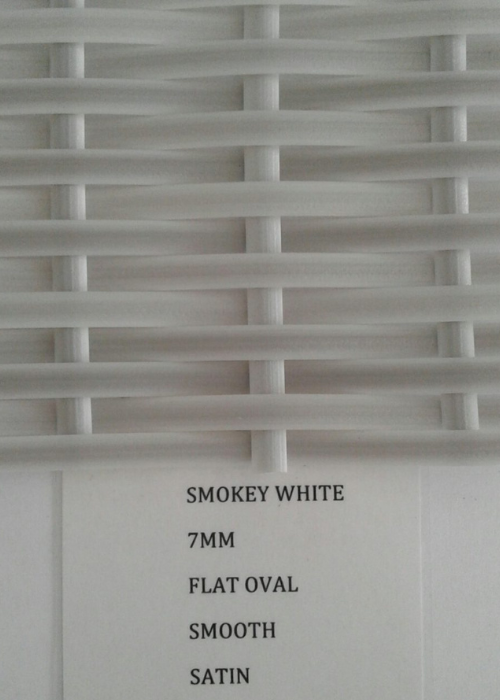 SMOKEY WHITE
7MM
FLAT OVAL
SMOOTH
SATIN